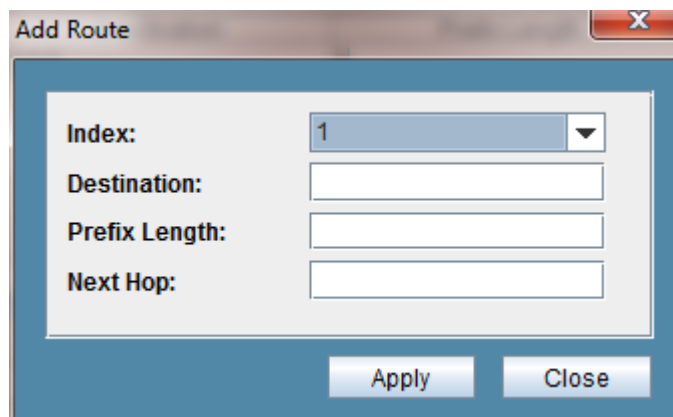 Add Route
Index: 1
Destination:
Prefix Length:
Next Hop:
Apply Close